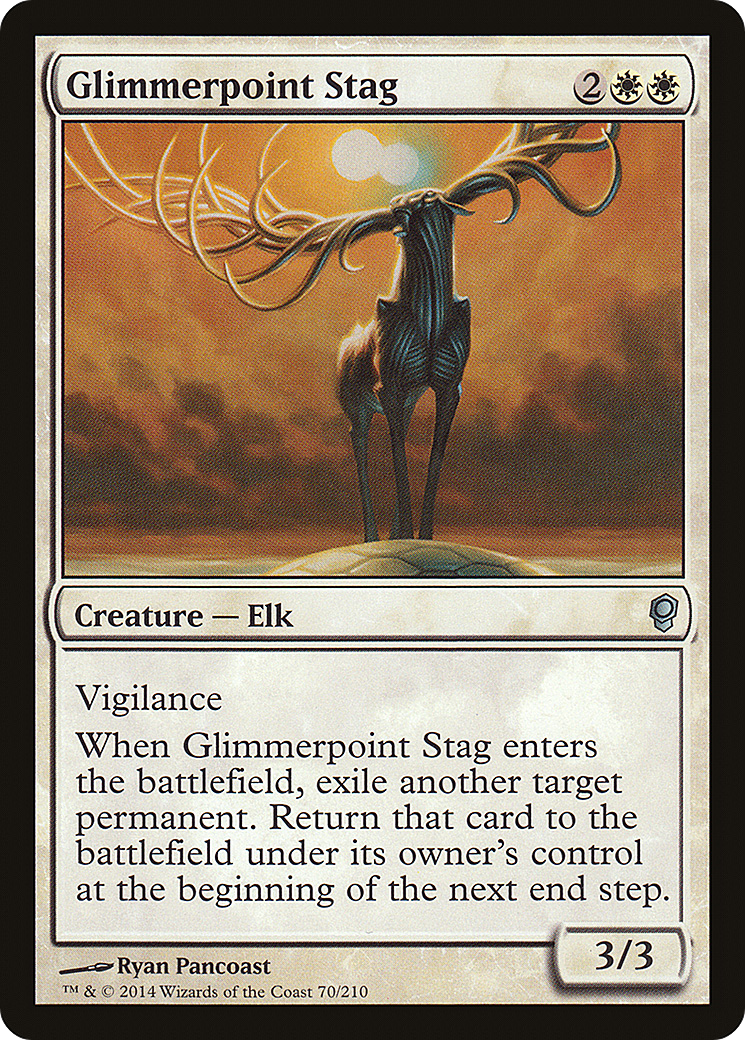 Glimmerpoint Stag 2
Creature — Elk
Vigilance
When Glimmerpoint Stag enters
the battlefield, exile another target
permanent. Return that card to the
battlefield under its owner's control
at the beginning of the next end step.
3/3
Ryan Pancoast
™ & © 2014 Wizards of the Coast 70/210